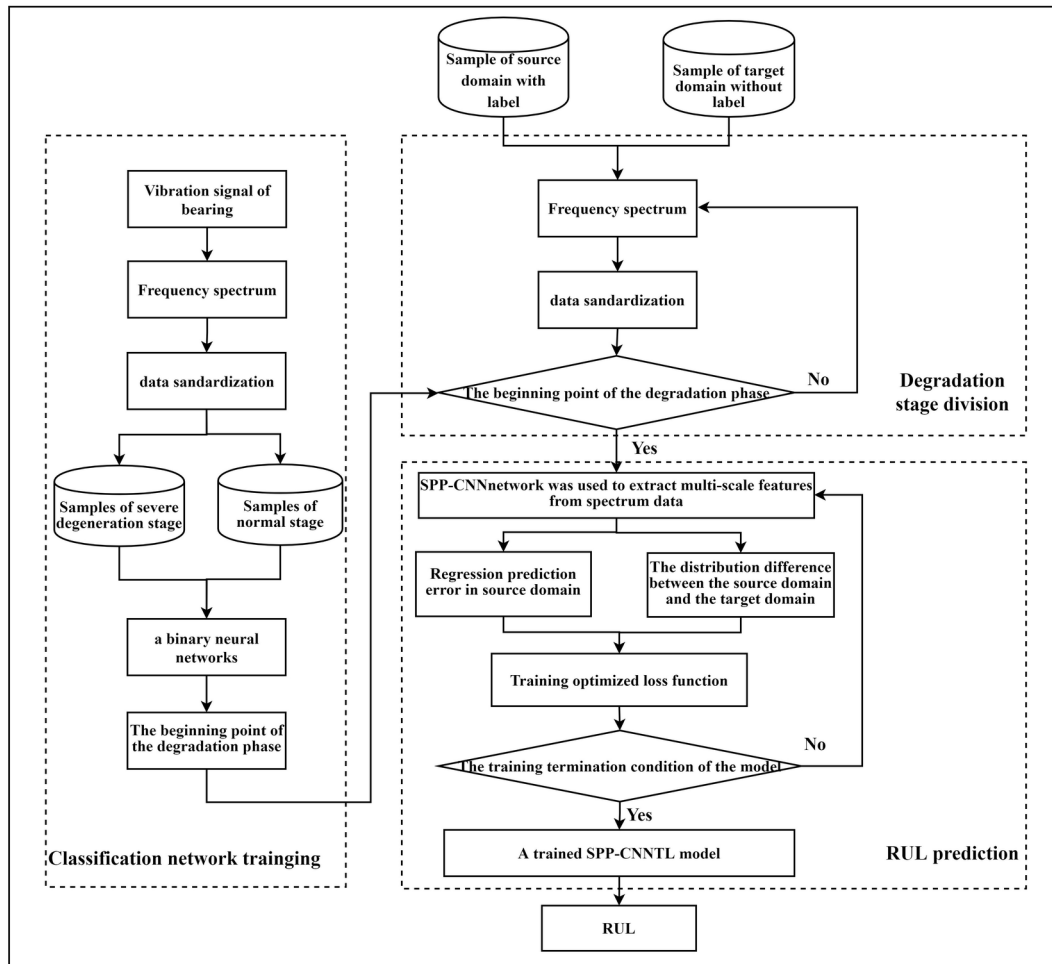 Sample of source
domain with
label
Sample of target
domain without
label
Vibration signal of
bearing
Frequency spectrum
data sandardization
Samples of severe
degeneration stage
Samples of
normal stage
a binary neural
networks
The beginning point of
the degradation phase
Classification network trainging
Frequency spectrum
data sandardization
The beginning point of the degradation phase
No
Degradation
stage division
Yes
SPP-CNNnetwork was used to extract multi-scale features
from spectrum data
Regression prediction
error in source domain
The distribution difference
between the source domain
and the target domain
Training optimized loss function
The training termination condition of the model
No
Yes
A trained SPP-CNNTL model
RUL prediction
RUL